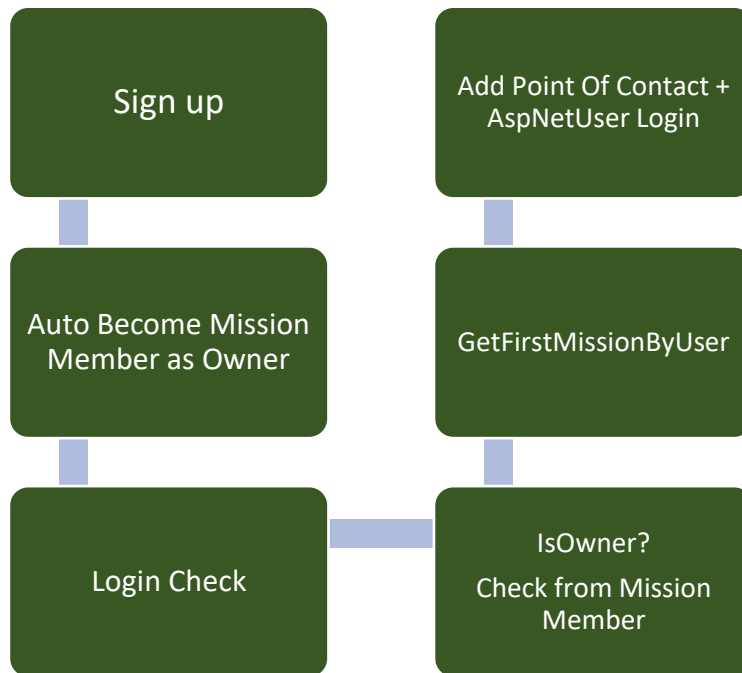 Sign up
Auto Become Mission
Member as Owner
Login Check
IsOwner?
Check from Mission
Member
GetFirstMissionByUser
Add Point Of Contact +
AspNetUser Login